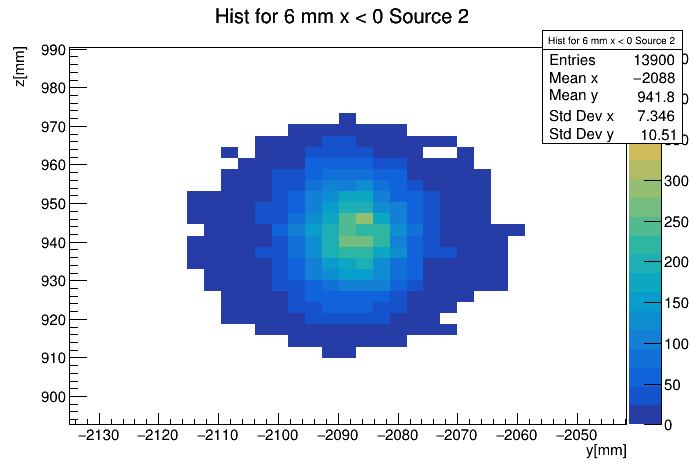 Hist for 6 mm x < 0 Source 2
z[mm]
990
980
970
960
950
940
930
920
910
900
−2130 −2120 −2110 −2100 −2090 −2080 −2070 −2060 −2050
y[mm]
Hist for 6 mm x < 0 Source 2
Entries 13900
Mean x −2088
Mean y 941.8
Std Dev x 7.346
Std Dev y 10.51
300
250
200
150
100
50
0